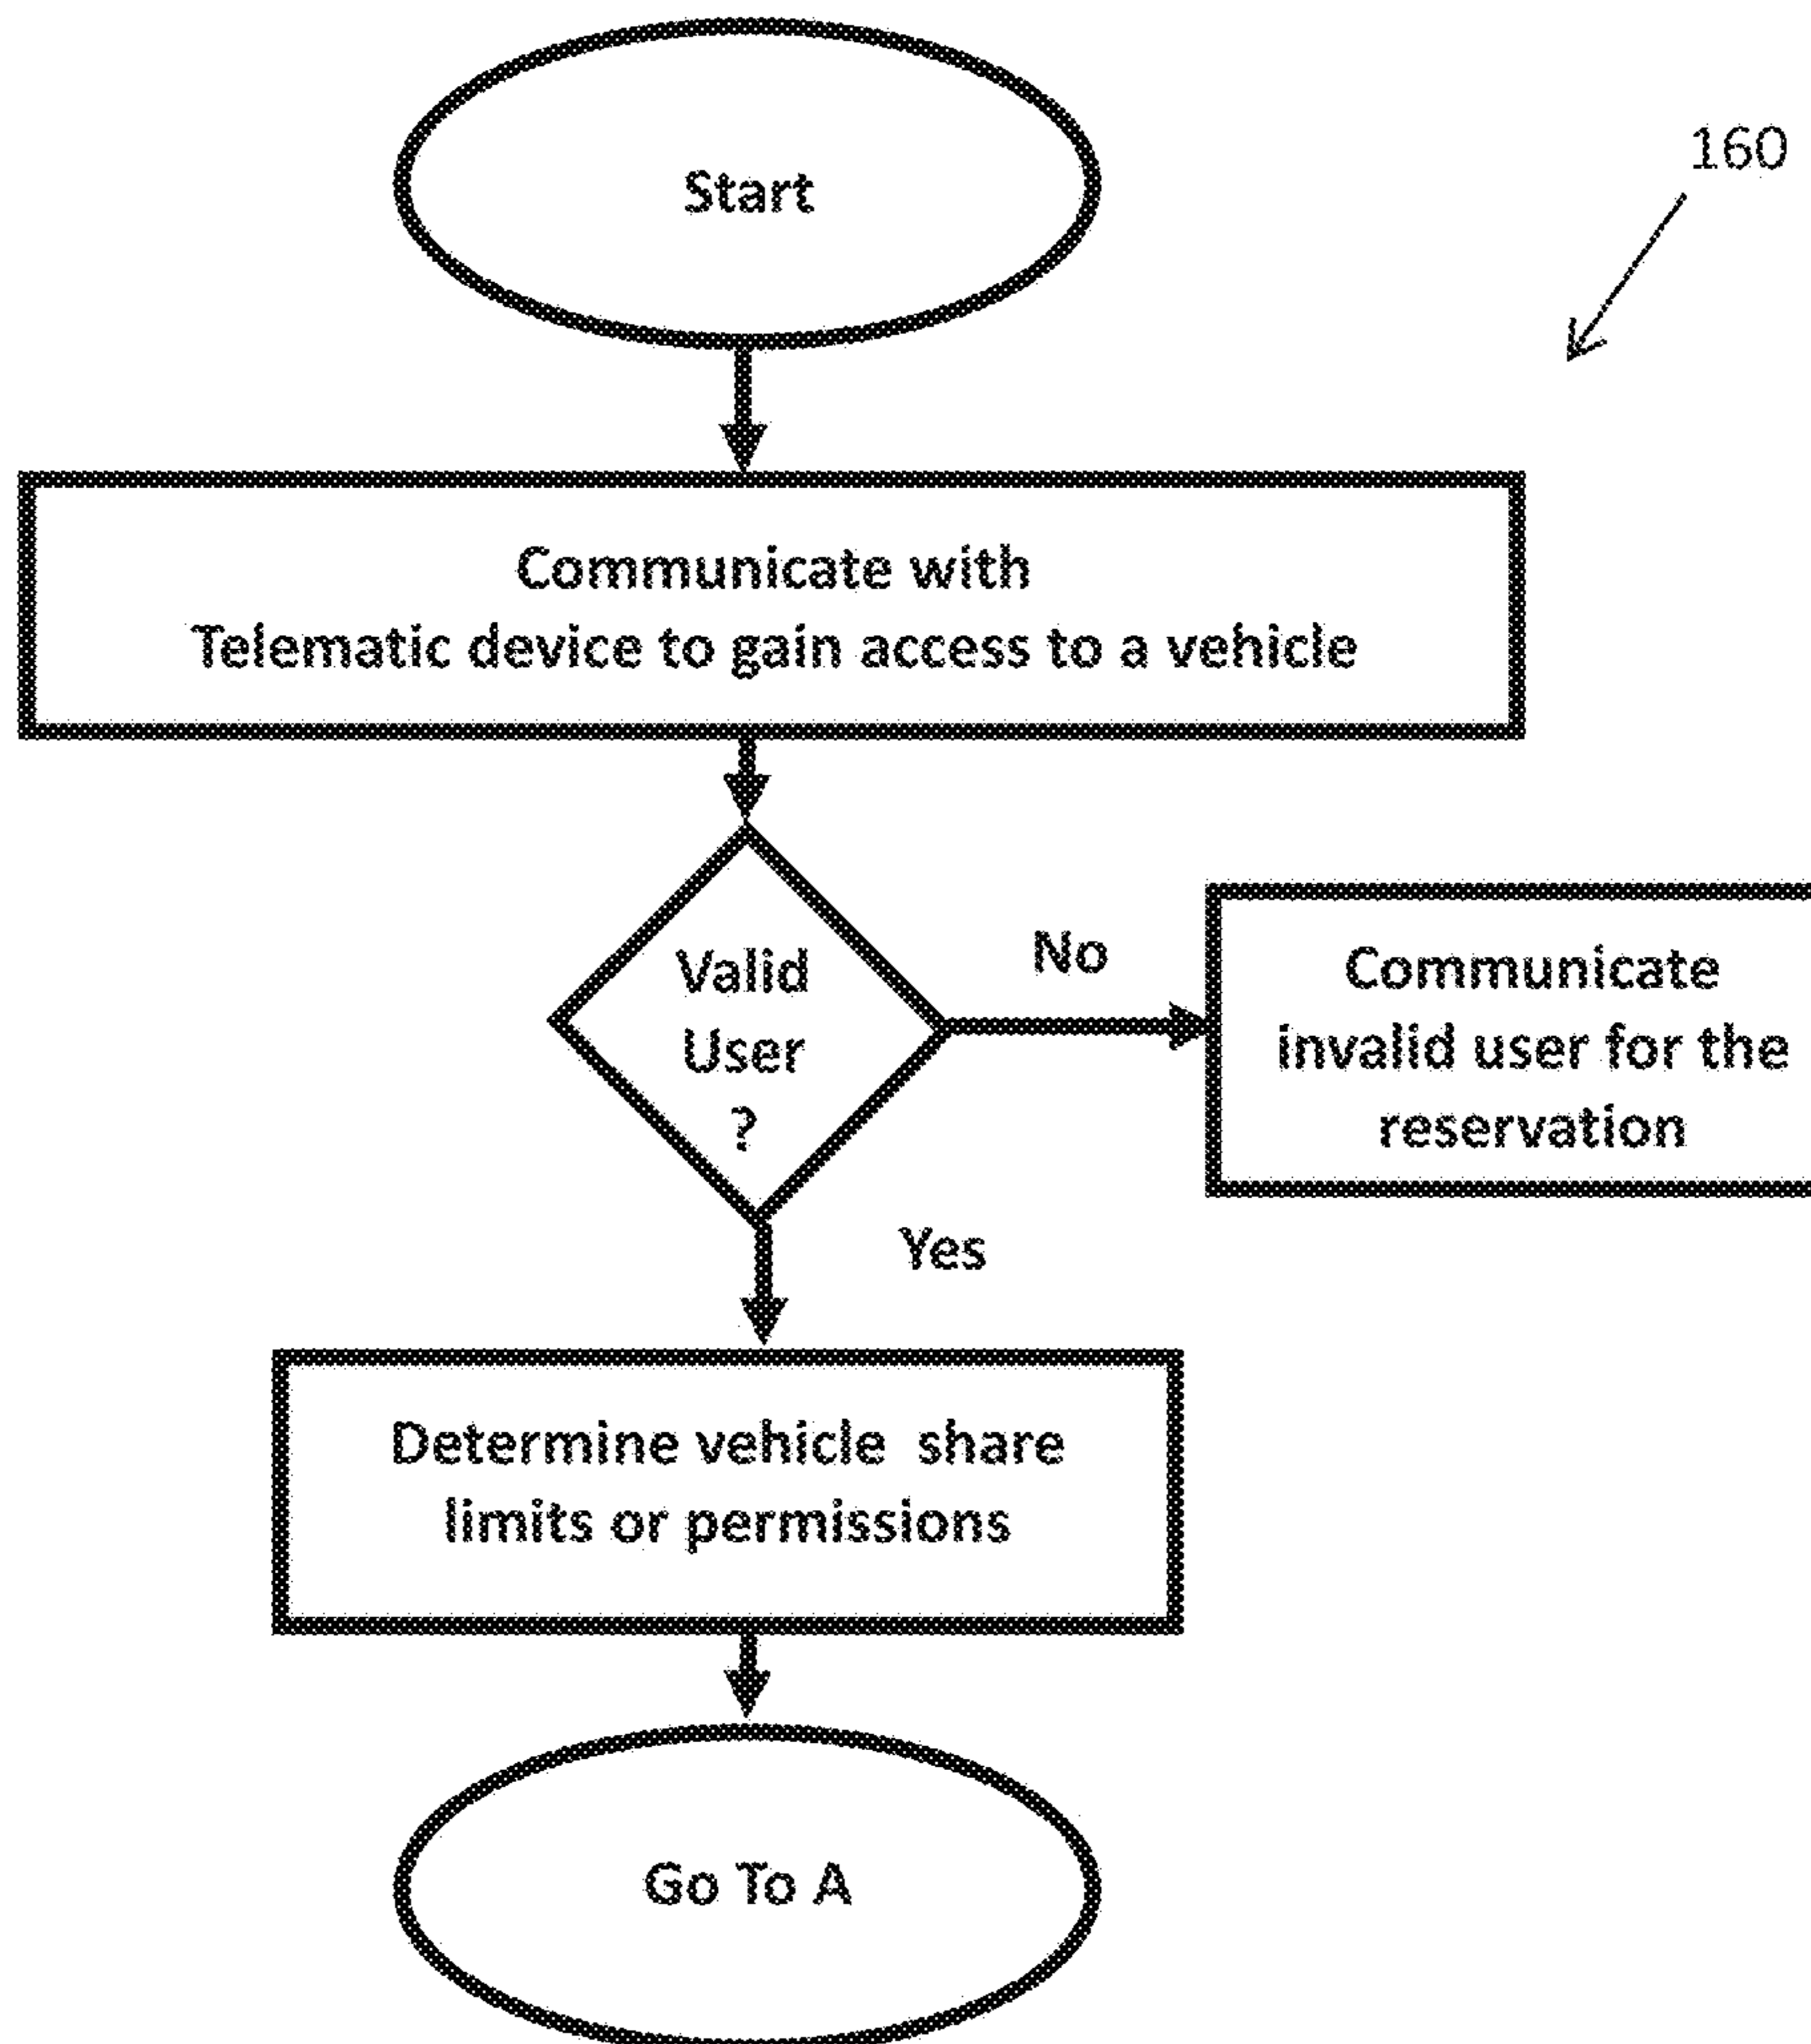 Start
160
Communicate with
Telematic device to gain access to a vehicle
Valid
User
?
No
Communicate
invalid user for the
reservation
Yes
Determine vehicle share
limits or permissions
Go To A